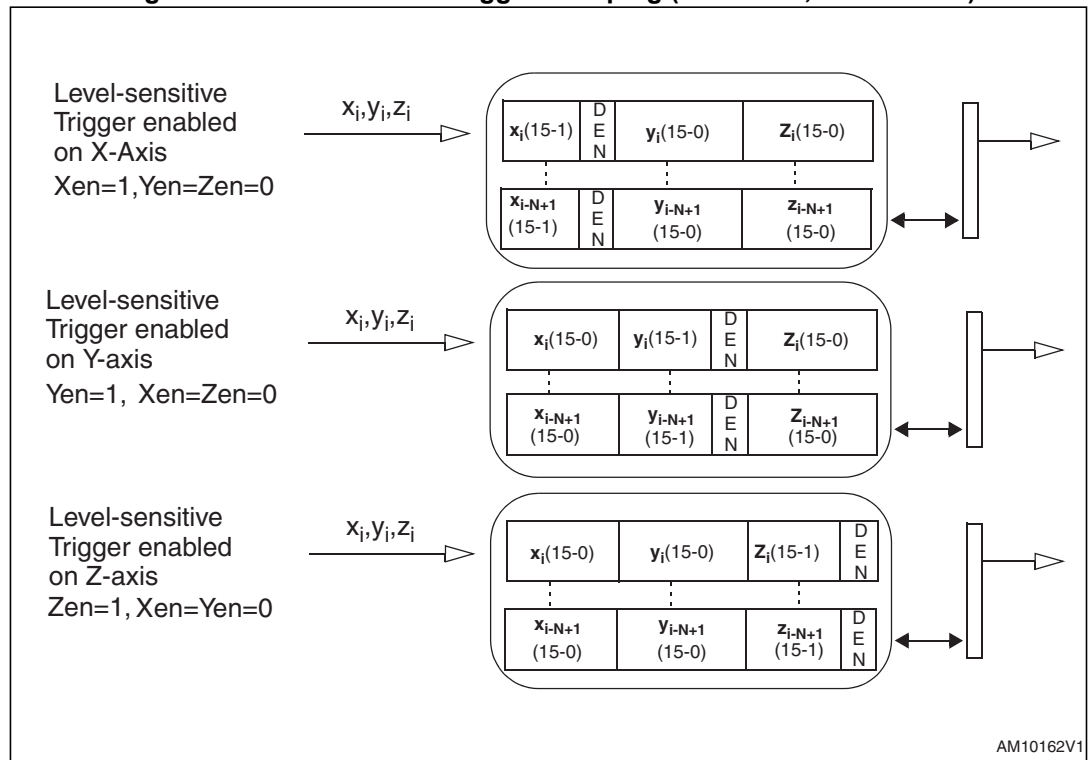 Level-sensitive
Trigger enabled
on X-Axis
Xen=1,Yen=Zen=0
xi,yi,zi
xi(15-1) DEN yi(15-0) Zi(15-0)
xi-N+1 (15-1) DEN yi-N+1 (15-0) zi-N+1 (15-0)
Level-sensitive
Trigger enabled
on Y-axis
Yen=1, Xen=Zen=0
xi,yi,zi
xi(15-0) yi(15-1) DEN Zi(15-0)
xi-N+1 (15-0) yi-N+1 (15-1) DEN Zi-N+1 (15-0)
Level-sensitive
Trigger enabled
on Z-axis
Zen=1, Xen=Yen=0
xi,yi,zi
xi(15-0) yi(15-0) Zi(15-1) DEN
xi-N+1 (15-0) yi-N+1 (15-0) zi-N+1 (15-1) DEN
AM10162V1